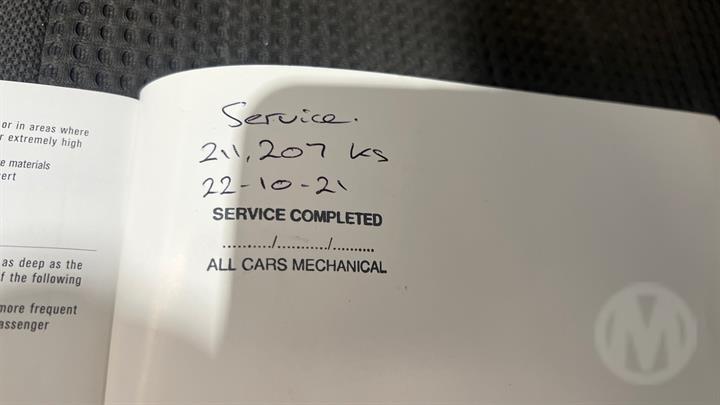 or in areas where
r extremely high
e materials
ert
as deep as the
f the following
more frequent
assenger
Service.
211,207 ks
22-10-21
SERVICE COMPLETED
........../........../..........
ALL CARS MECHANICAL
M